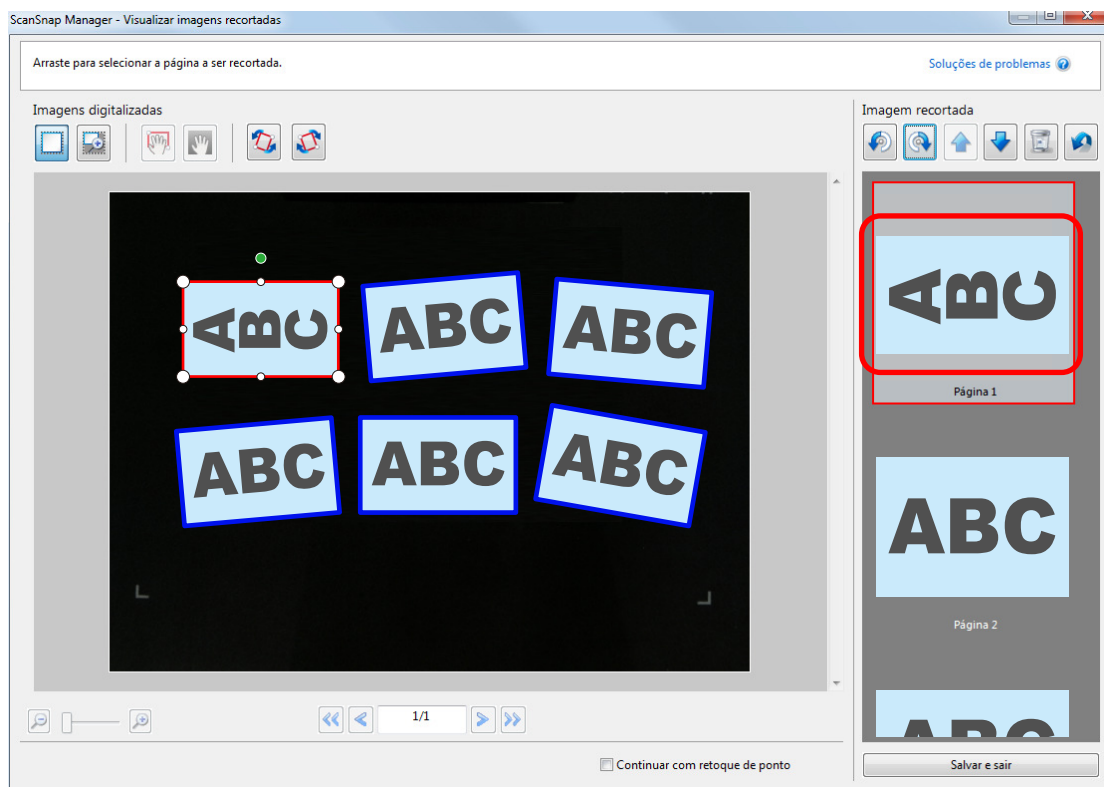 ScanSnap Manager - Visualizar imagens recortadas
Arraste para selecionar a página a ser recortada.
Soluções de problemas
Imagens digitalizadas
Imagem recortada
ABC
ABC
ABC
ABC
ABC
ABC
ABC
Página 1
ABC
Página 2
ABC
1/1
Continuar com retoque de ponto
Salvar e sair